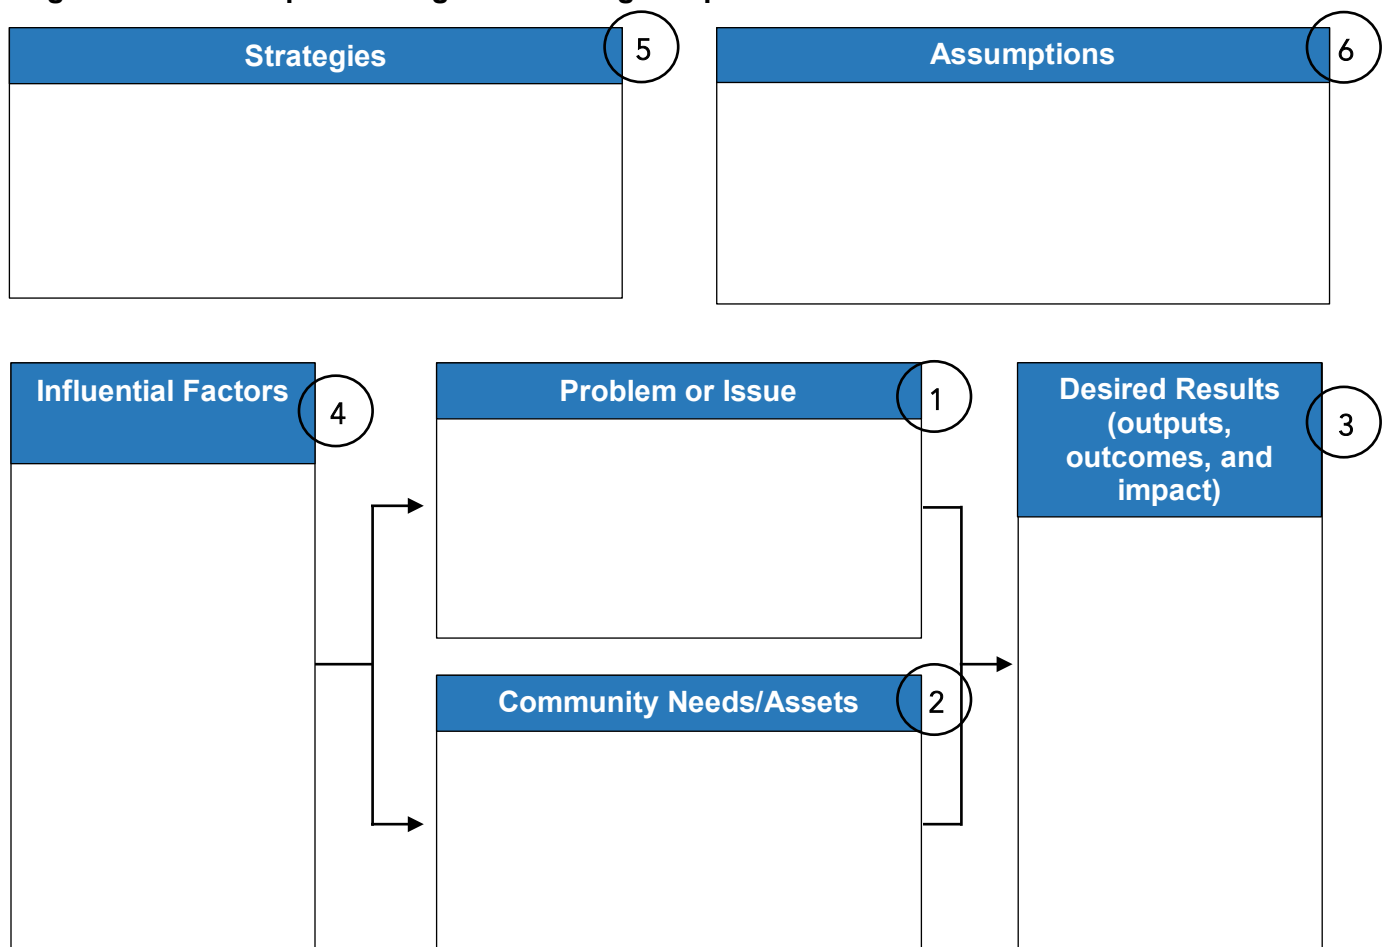 Strategies
5
Assumptions
6
Influential Factors
4
Problem or Issue
1
Desired Results
(outputs,
outcomes, and
impact)
3
Community Needs/Assets
2